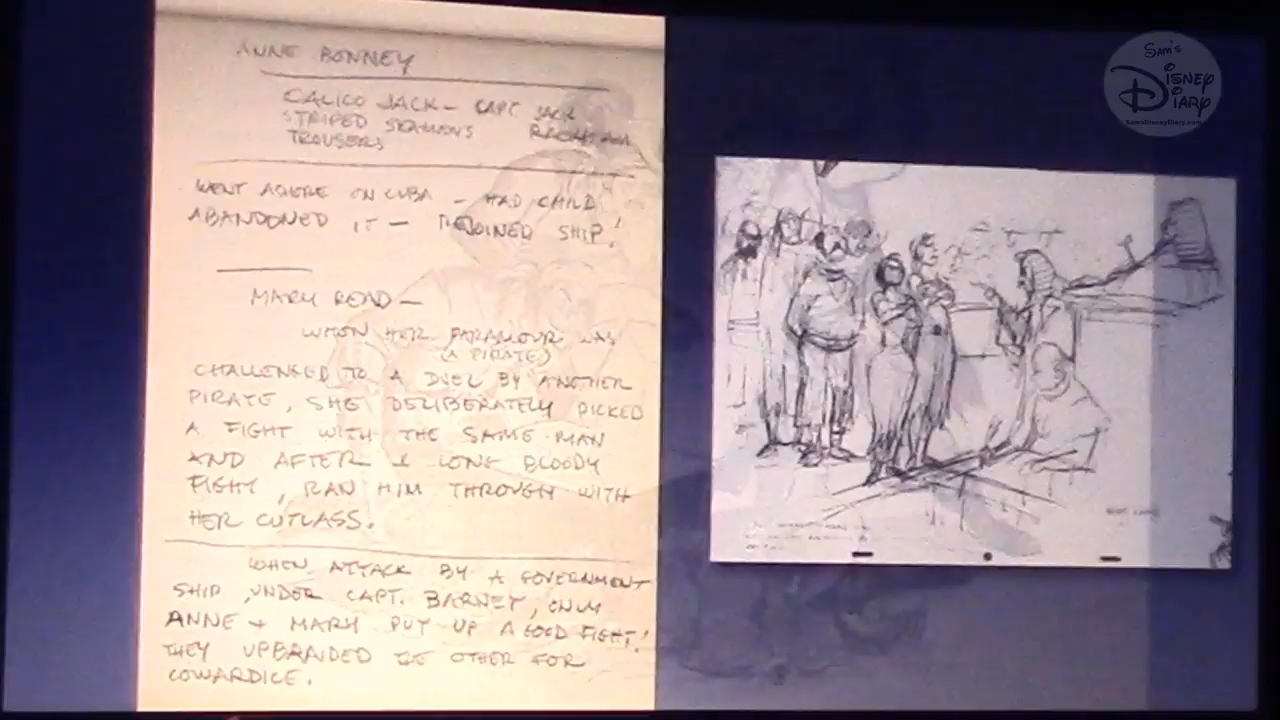 ANNE BONNEY
CALICO JACK - CAPT JACK
STRIPED SEAMANS RACKHAM
TROUSERS
WENT ASHORE ON CUBA - HAD CHILD
ABANDONED IT - REJOINED SHIP!
MARY READ -
WHEN HER PARAMOUR WAS
(A PIRATE)
CHALLENGED TO A DUEL BY ANOTHER
PIRATE, SHE DELIBERATELY PICKED
A FIGHT WITH THE SAME MAN
AND AFTER A LONG BLOODY
FIGHT, RAN HIM THROUGH WITH
HER CUTLASS.
WHEN ATTACK BY A GOVERNMENT
SHIP, UNDER CAPT. BARNEY, ONLY
ANNE + MARY PUT UP A GOOD FIGHT!
THEY UPBRAIDED THE OTHER FOR
COWARDICE.
Sam's
DISNEY
DIARY
SamsDisneyDiary.com